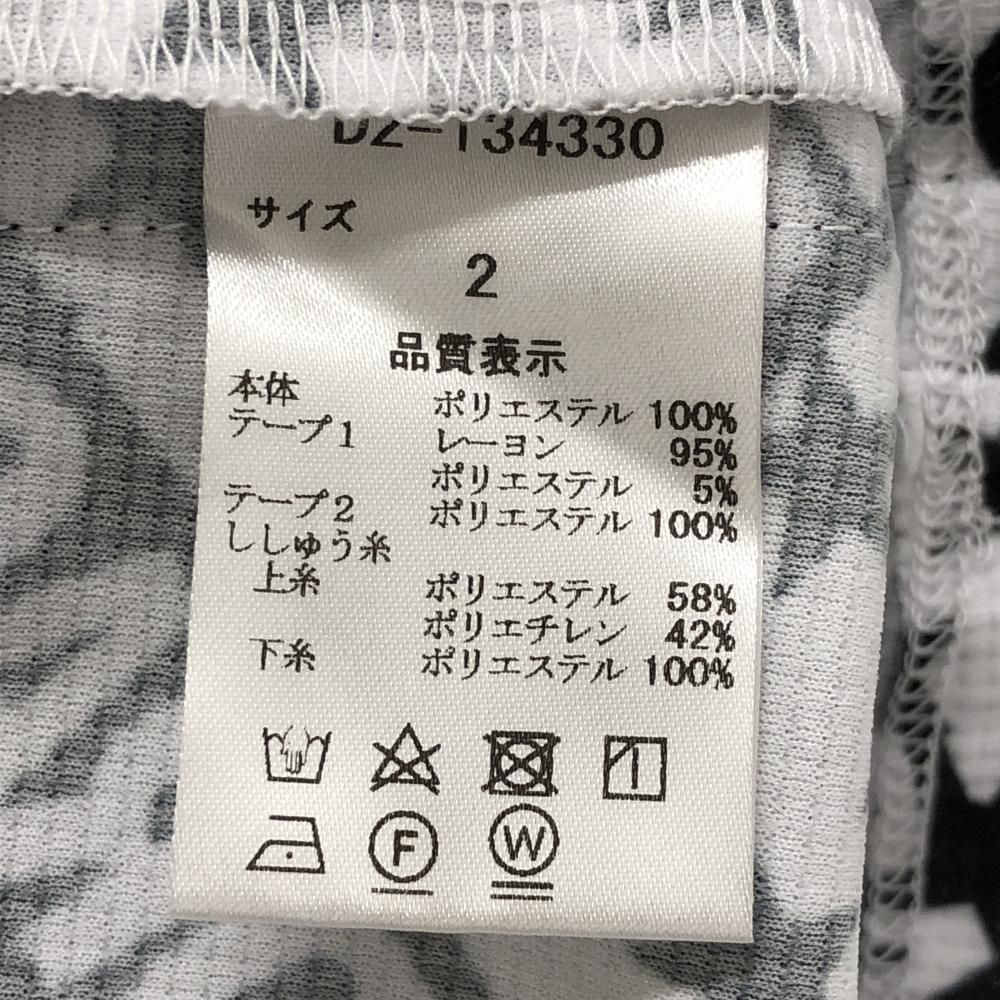 DZ-134330
サイズ
2
品質表示
本体 ポリエステル 100%
テープ1 レーヨン 95%
ポリエステル 5%
テープ2 ポリエステル 100%
ししゅう糸
上糸 ポリエステル 58%
ポリエチレン 42%
下糸 ポリエステル 100%
F W